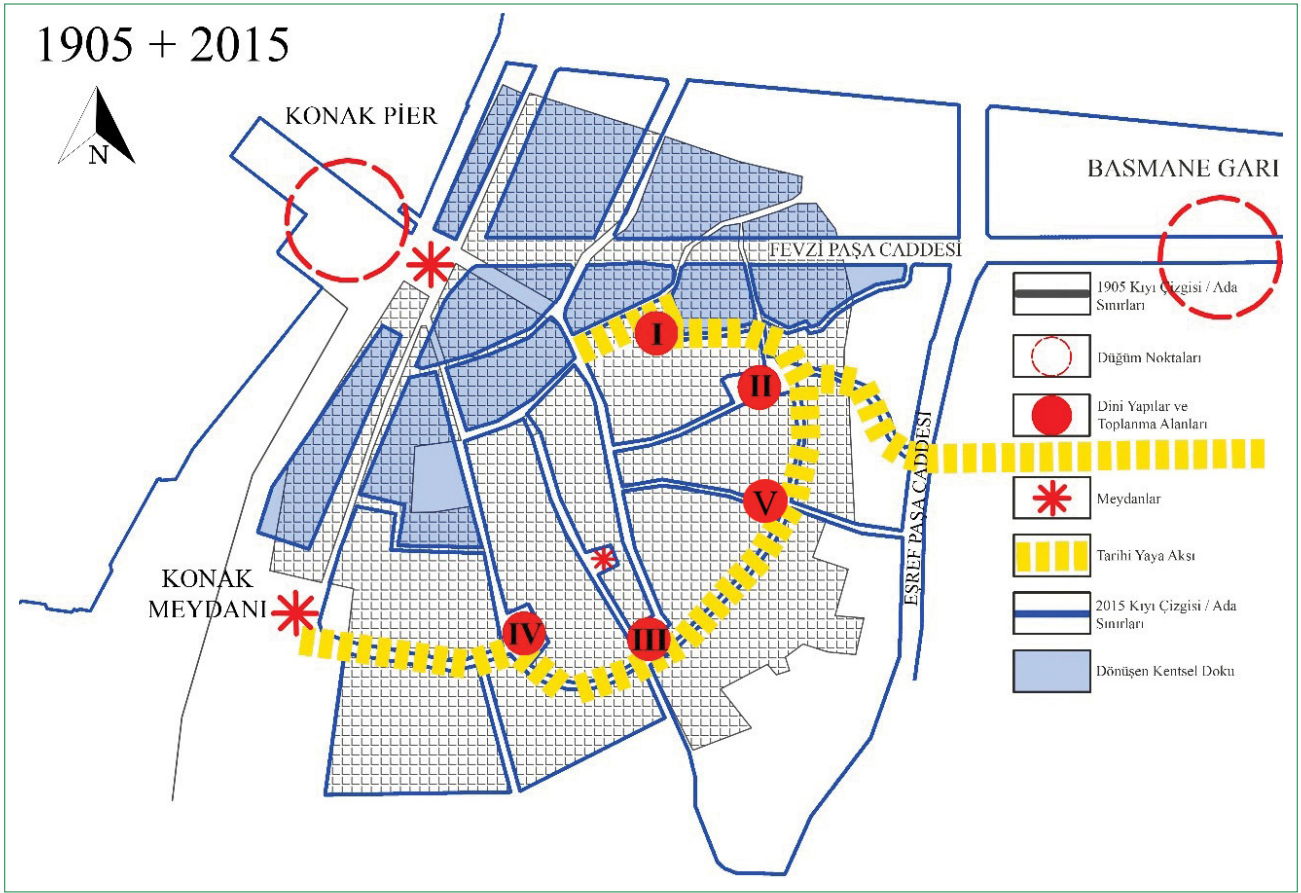 1905 + 2015
N
KONAK PİER
BASMANE GARI
FEVZİ PAŞA CADDESİ
EŞREF PAŞA CADDESİ
KONAK
MEYDANI
I
II
V
III
IV
1905 Kıyı Çizgisi / Ada
Sınırları
Düğüm Noktaları
Dini Yapılar ve
Toplanma Alanları
Meydanlar
Tarihi Yaya Aksı
2015 Kıyı Çizgisi / Ada
Sınırları
Dönüşen Kentsel Doku